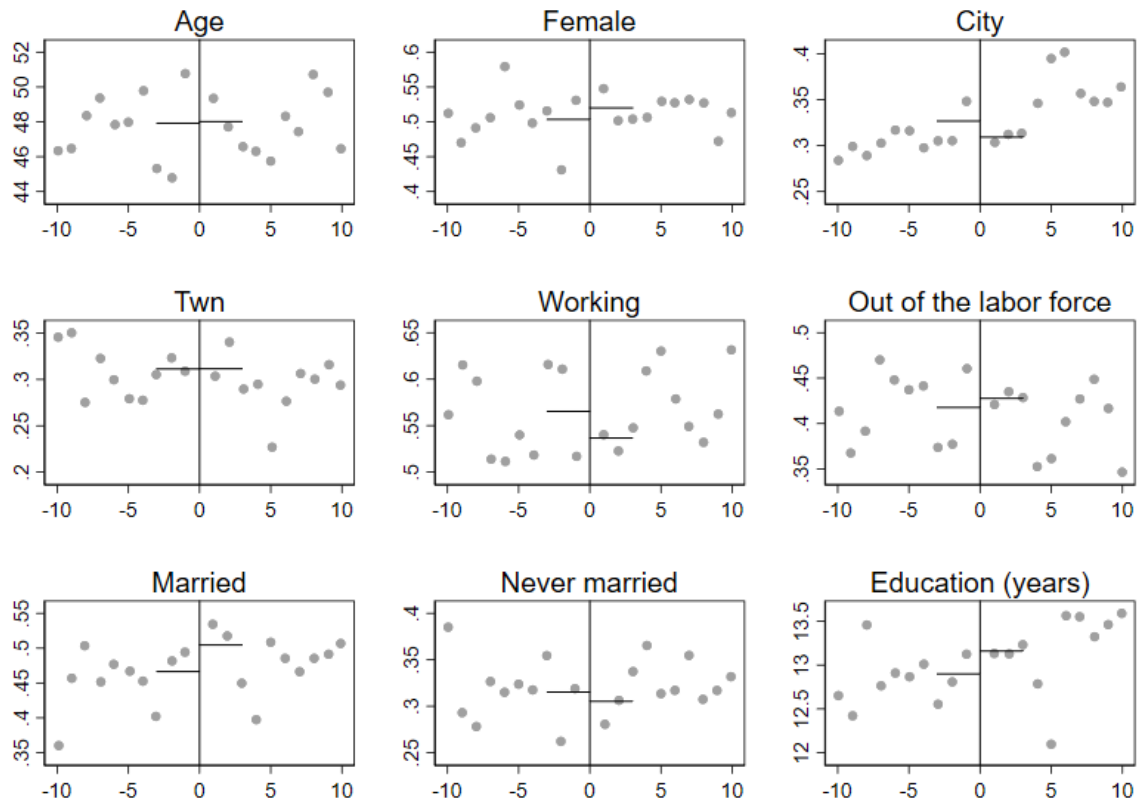 Age
52
50
48
46
44
-10 -5 0 5 10
Female
.6
.55
.5
.45
.4
-10 -5 0 5 10
City
.4
.35
.3
.25
-10 -5 0 5 10
Twn
.35
.3
.25
.2
-10 -5 0 5 10
Working
.65
.6
.55
.5
-10 -5 0 5 10
Out of the labor force
.5
.45
.4
.35
-10 -5 0 5 10
Married
.55
.5
.45
.4
.35
-10 -5 0 5 10
Never married
.4
.35
.3
.25
-10 -5 0 5 10
Education (years)
13.5
13
12.5
12
-10 -5 0 5 10